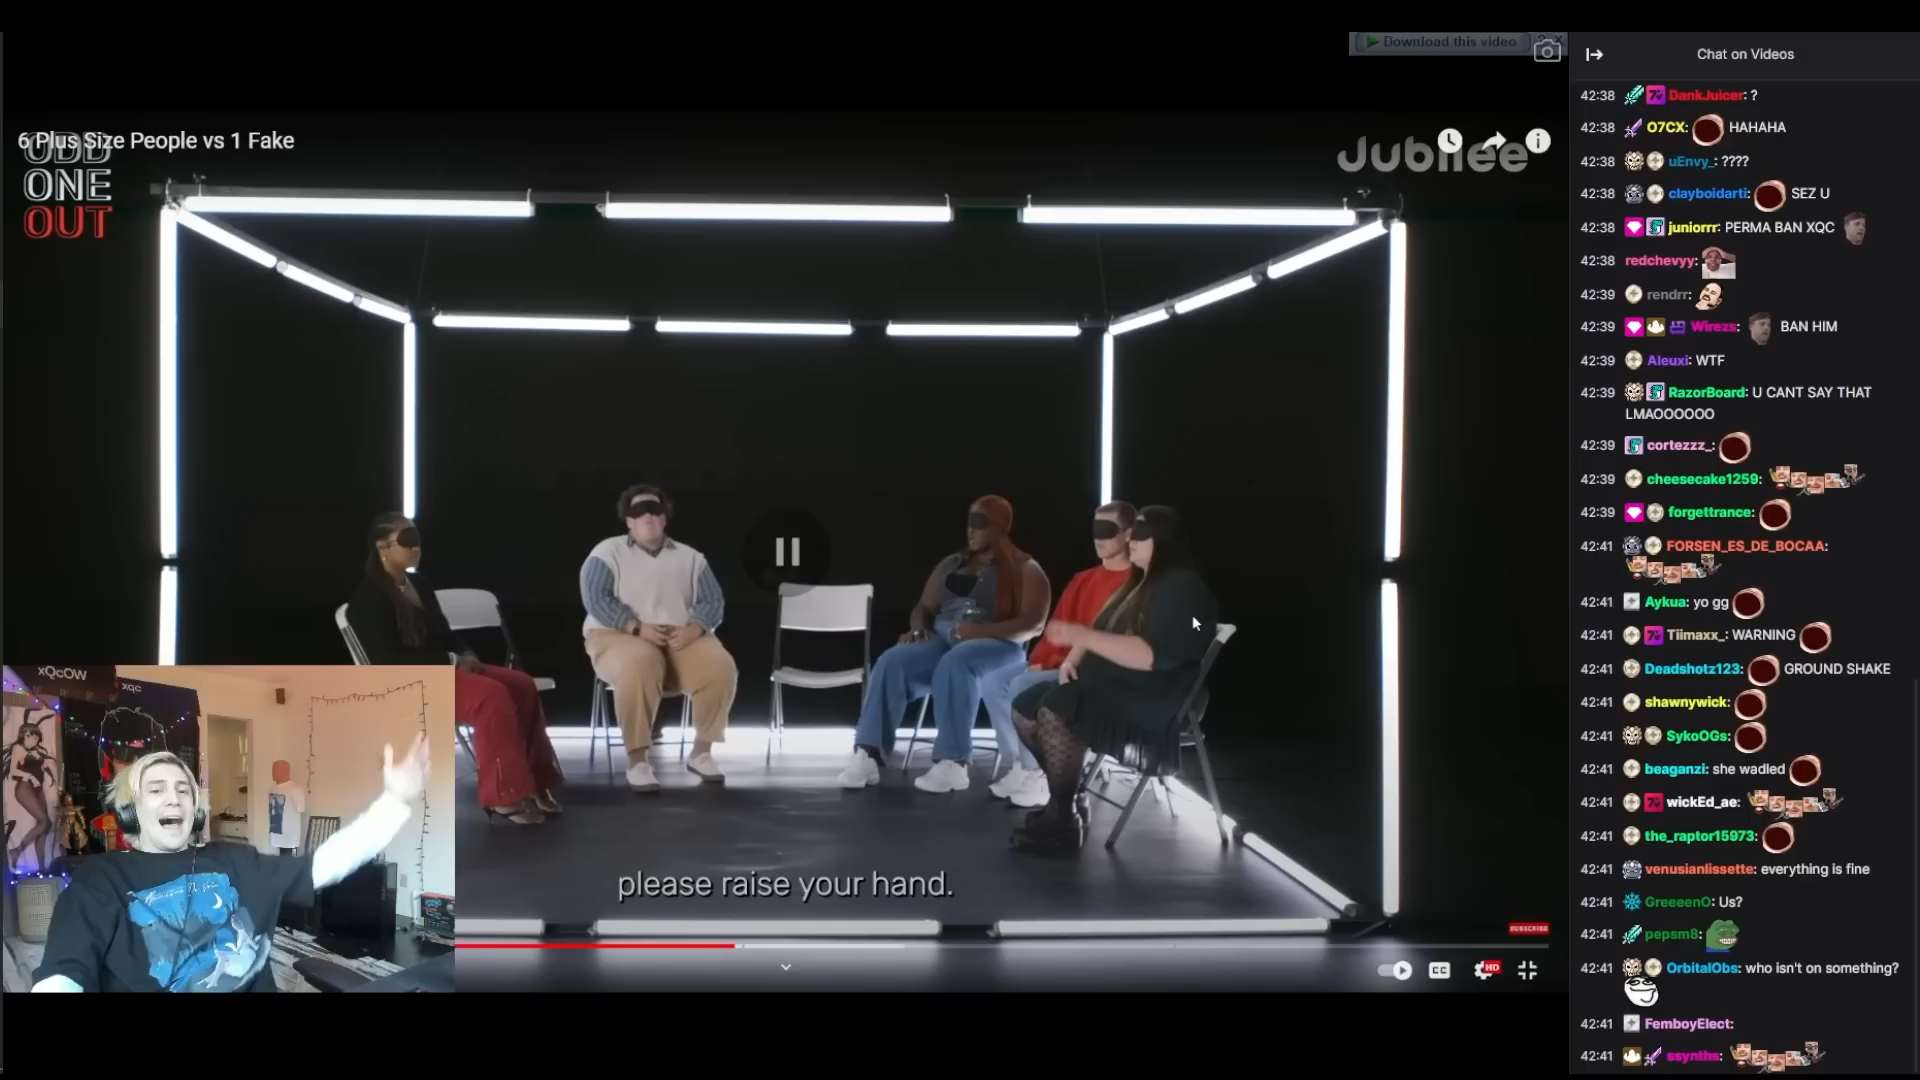 Download this video
Chat on Videos
6 Plus Size People vs 1 Fake
ODD
ONE
OUT
Jubilee
42:38 DankJuicer: ?
42:38 O7CX: HAHAHA
42:38 uEnvy_: ????
42:38 clayboidarti: SEZ U
42:38 juniorrr: PERMA BAN XQC
42:38 redchevyy:
42:39 rendrr:
42:39 Wirezs: BAN HIM
42:39 Aleuxi: WTF
42:39 RazorBoard: U CANT SAY THAT
LMAOOOOOO
42:39 cortezzz_:
42:39 cheesecake1259:
42:39 forgettrance:
42:41 FORSEN_ES_DE_BOCAA:
42:41 Aykua: yo gg
42:41 Tiimaxx_: WARNING
42:41 Deadshotz123: GROUND SHAKE
42:41 shawnywick:
42:41 SykoOGs:
42:41 beaganzi: she wadled
42:41 wickEd_ae:
42:41 the_raptor15973:
42:41 venusianlissette: everything is fine
42:41 GreeeenO: Us?
42:41 pepsm8:
42:41 OrbitalObs: who isn't on something?
42:41 FemboyElect:
42:41 ssynths:
xQcOW
xqc
please raise your hand.
SUBSCRIBE
CC
HD